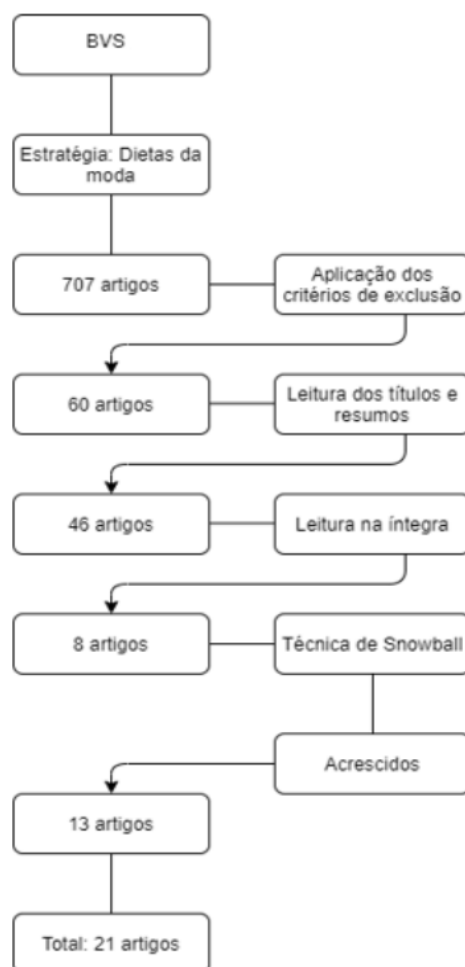 BVS
Estratégia: Dietas da
moda
707 artigos
Aplicação dos
critérios de exclusão
60 artigos
Leitura dos títulos e
resumos
46 artigos
Leitura na íntegra
8 artigos
Técnica de Snowball
Acrescidos
13 artigos
Total: 21 artigos